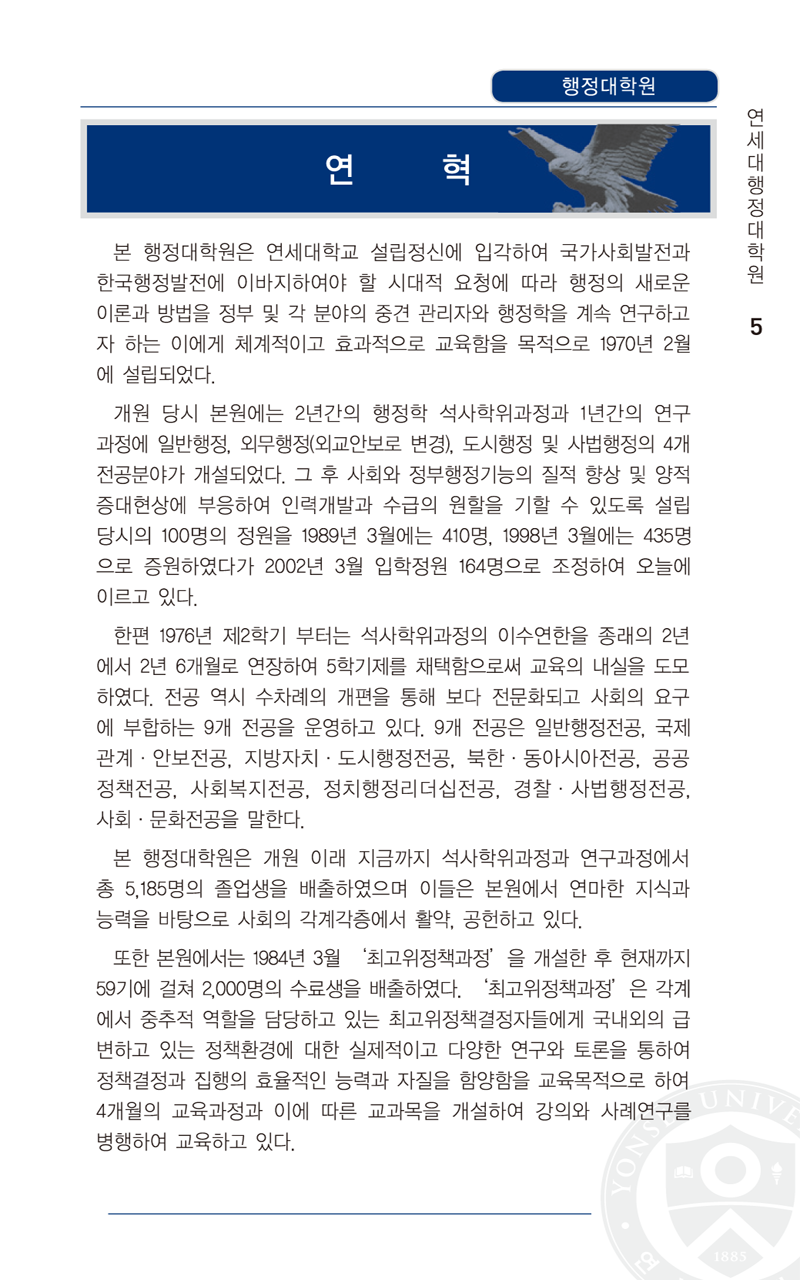 행정대학원
연 혁
본 행정대학원은 연세대학교 설립정신에 입각하여 국가사회발전과
한국행정발전에 이바지하여야 할 시대적 요청에 따라 행정의 새로운
이론과 방법을 정부 및 각 분야의 중견 관리자와 행정학을 계속 연구하고
자 하는 이에게 체계적이고 효과적으로 교육함을 목적으로 1970년 2월
에 설립되었다.
개원 당시 본원에는 2년간의 행정학 석사학위과정과 1년간의 연구
과정에 일반행정, 외무행정(외교안보로 변경), 도시행정 및 사법행정의 4개
전공분야가 개설되었다. 그 후 사회와 정부행정기능의 질적 향상 및 양적
증대현상에 부응하여 인력개발과 수급의 원할을 기할 수 있도록 설립
당시의 100명의 정원을 1989년 3월에는 410명, 1998년 3월에는 435명
으로 증원하였다가 2002년 3월 입학정원 164명으로 조정하여 오늘에
이르고 있다.
한편 1976년 제2학기 부터는 석사학위과정의 이수연한을 종래의 2년
에서 2년 6개월로 연장하여 5학기제를 채택함으로써 교육의 내실을 도모
하였다. 전공 역시 수차례의 개편을 통해 보다 전문화되고 사회의 요구
에 부합하는 9개 전공을 운영하고 있다. 9개 전공은 일반행정전공, 국제
관계·안보전공, 지방자치·도시행정전공, 북한·동아시아전공, 공공
정책전공, 사회복지전공, 정치행정리더십전공, 경찰·사법행정전공,
사회·문화전공을 말한다.
본 행정대학원은 개원 이래 지금까지 석사학위과정과 연구과정에서
총 5,185명의 졸업생을 배출하였으며 이들은 본원에서 연마한 지식과
능력을 바탕으로 사회의 각계각층에서 활약, 공헌하고 있다.
또한 본원에서는 1984년 3월 ‘최고위정책과정’을 개설한 후 현재까지
59기에 걸쳐 2,000명의 수료생을 배출하였다. ‘최고위정책과정’은 각계
에서 중추적 역할을 담당하고 있는 최고위정책결정자들에게 국내외의 급
변하고 있는 정책환경에 대한 실제적이고 다양한 연구와 토론을 통하여
정책결정과 집행의 효율적인 능력과 자질을 함양함을 교육목적으로 하여
4개월의 교육과정과 이에 따른 교과목을 개설하여 강의와 사례연구를
병행하여 교육하고 있다.
연세대행정대학원
5
YONSEI UNIVE
1885